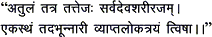 “अतुलं तत्र तत्तेजः सर्वदेवशरीरजम्।
एकस्थं तदभून्नारी व्याप्तलोकत्रयं त्विषा।।”